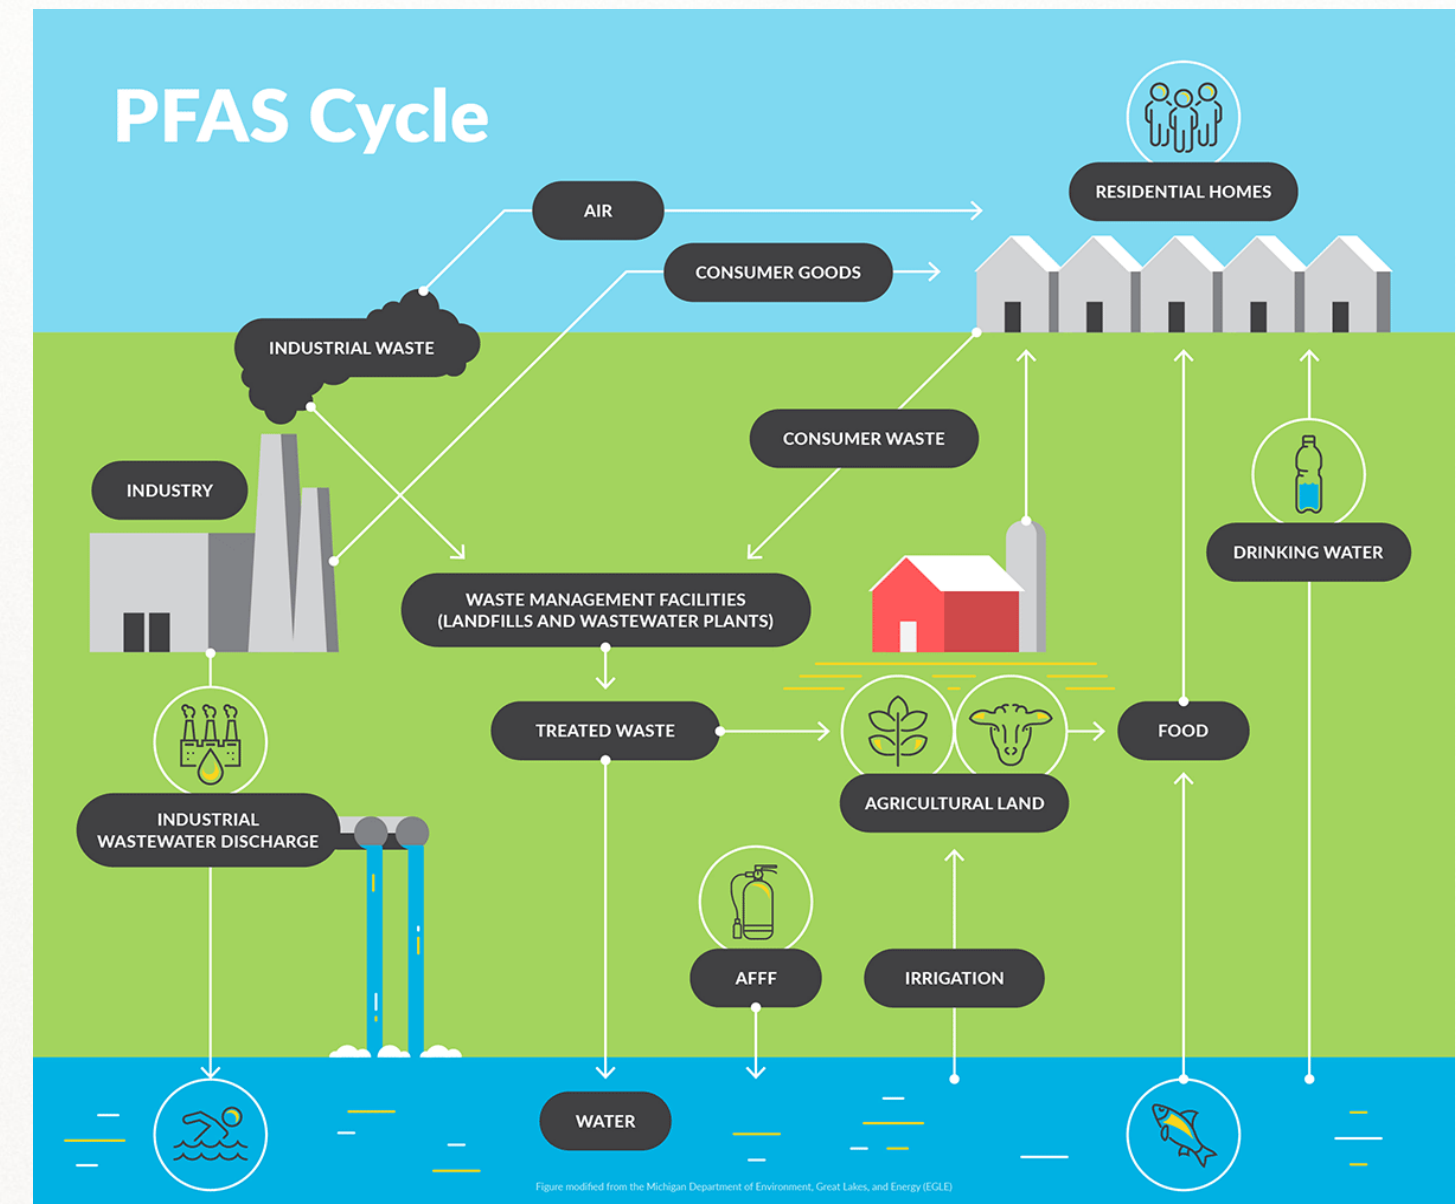 PFAS Cycle
RESIDENTIAL HOMES
AIR
CONSUMER GOODS
INDUSTRIAL WASTE
CONSUMER WASTE
INDUSTRY
DRINKING WATER
WASTE MANAGEMENT FACILITIES
(LANDFILLS AND WASTEWATER PLANTS)
TREATED WASTE
FOOD
AGRICULTURAL LAND
INDUSTRIAL
WASTEWATER DISCHARGE
AFFF
IRRIGATION
WATER
Figure modified from the Michigan Department of Environment, Great Lakes, and Energy (EGLE)